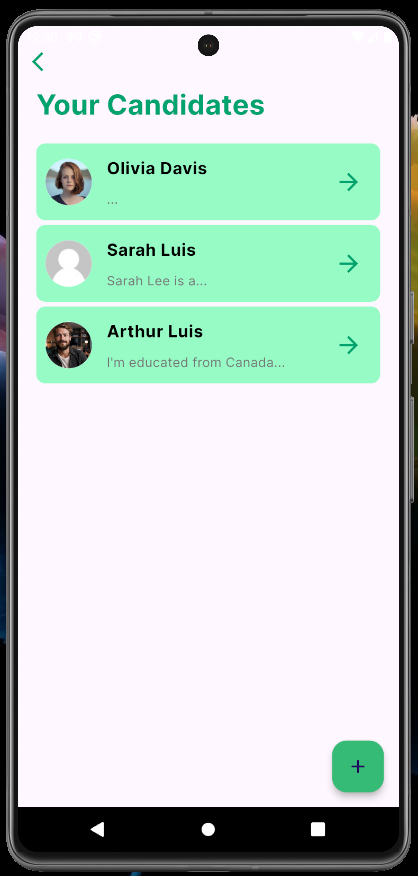 Your Candidates
Olivia Davis
...
Sarah Luis
Sarah Lee is a...
Arthur Luis
I'm educated from Canada...
+